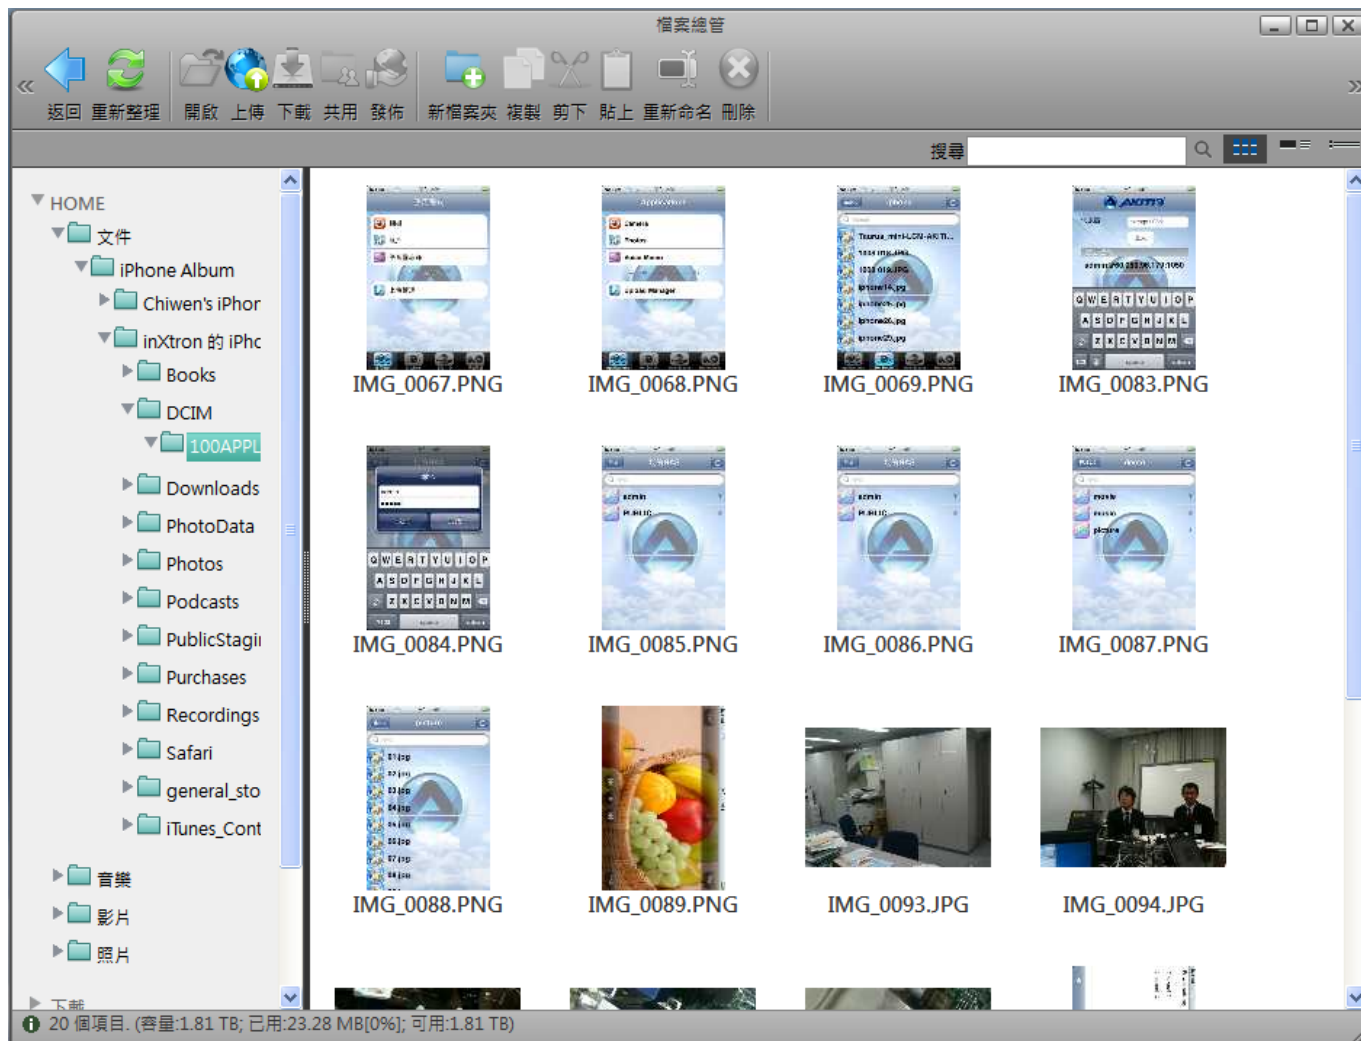 檔案總管
返回 重新整理 開啟 上傳 下載 共用 發佈 新檔案夾 複製 剪下 貼上 重新命名 刪除
搜尋
HOME
文件
iPhone Album
Chiwen's iPhor
inXtron 的 iPhc
Books
DCIM
100APPL
Downloads
PhotoData
Photos
Podcasts
PublicStagir
Purchases
Recordings
Safari
general_sto
iTunes_Cont
音樂
影片
照片
下載
IMG_0067.PNG
IMG_0068.PNG
IMG_0069.PNG
IMG_0083.PNG
IMG_0084.PNG
IMG_0085.PNG
IMG_0086.PNG
IMG_0087.PNG
IMG_0088.PNG
IMG_0089.PNG
IMG_0093.JPG
IMG_0094.JPG
20 個項目. (容量:1.81 TB; 已用:23.28 MB[0%]; 可用:1.81 TB)